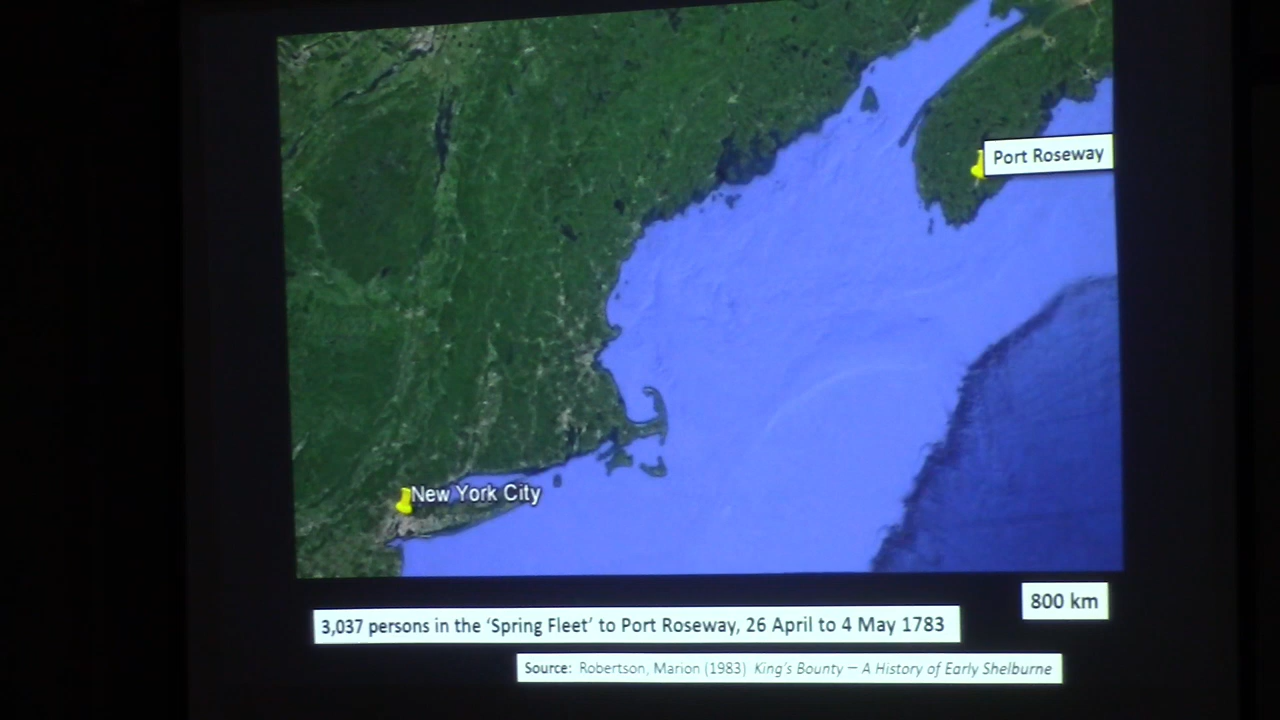 Port Roseway
New York City
800 km
3,037 persons in the ‘Spring Fleet’ to Port Roseway, 26 April to 4 May 1783
Source: Robertson, Marion (1983) King’s Bounty – A History of Early Shelburne